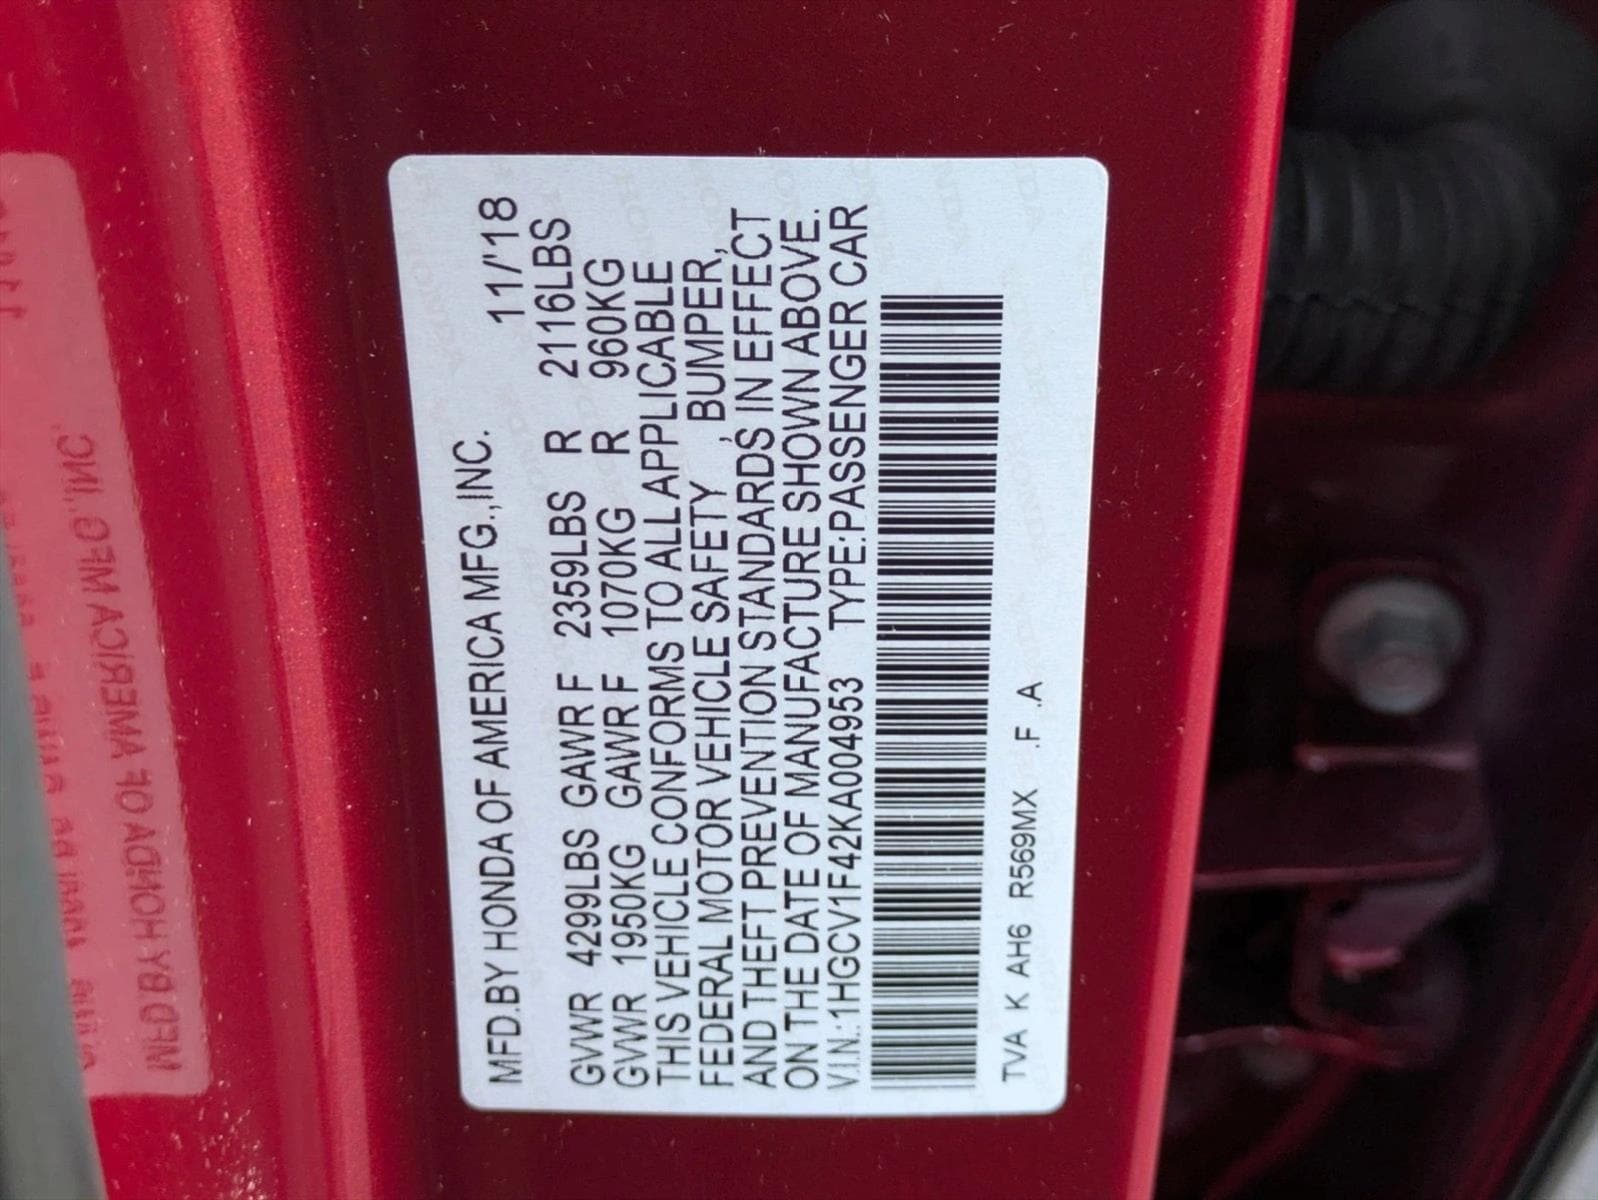 MFD.BY HONDA OF AMERICA MFG.,INC. 11/'18
GVWR 4299LBS GAWR F 2359LBS R 2116LBS
GVWR 1950KG GAWR F 1070KG R 960KG
THIS VEHICLE CONFORMS TO ALL APPLICABLE
FEDERAL MOTOR VEHICLE SAFETY , BUMPER,
AND THEFT PREVENTION STANDARDS IN EFFECT
ON THE DATE OF MANUFACTURE SHOWN ABOVE.
V.I.N.:1HGCV1F42KA004953 TYPE:PASSENGER CAR
TVA K AH6 R569MX .F .A